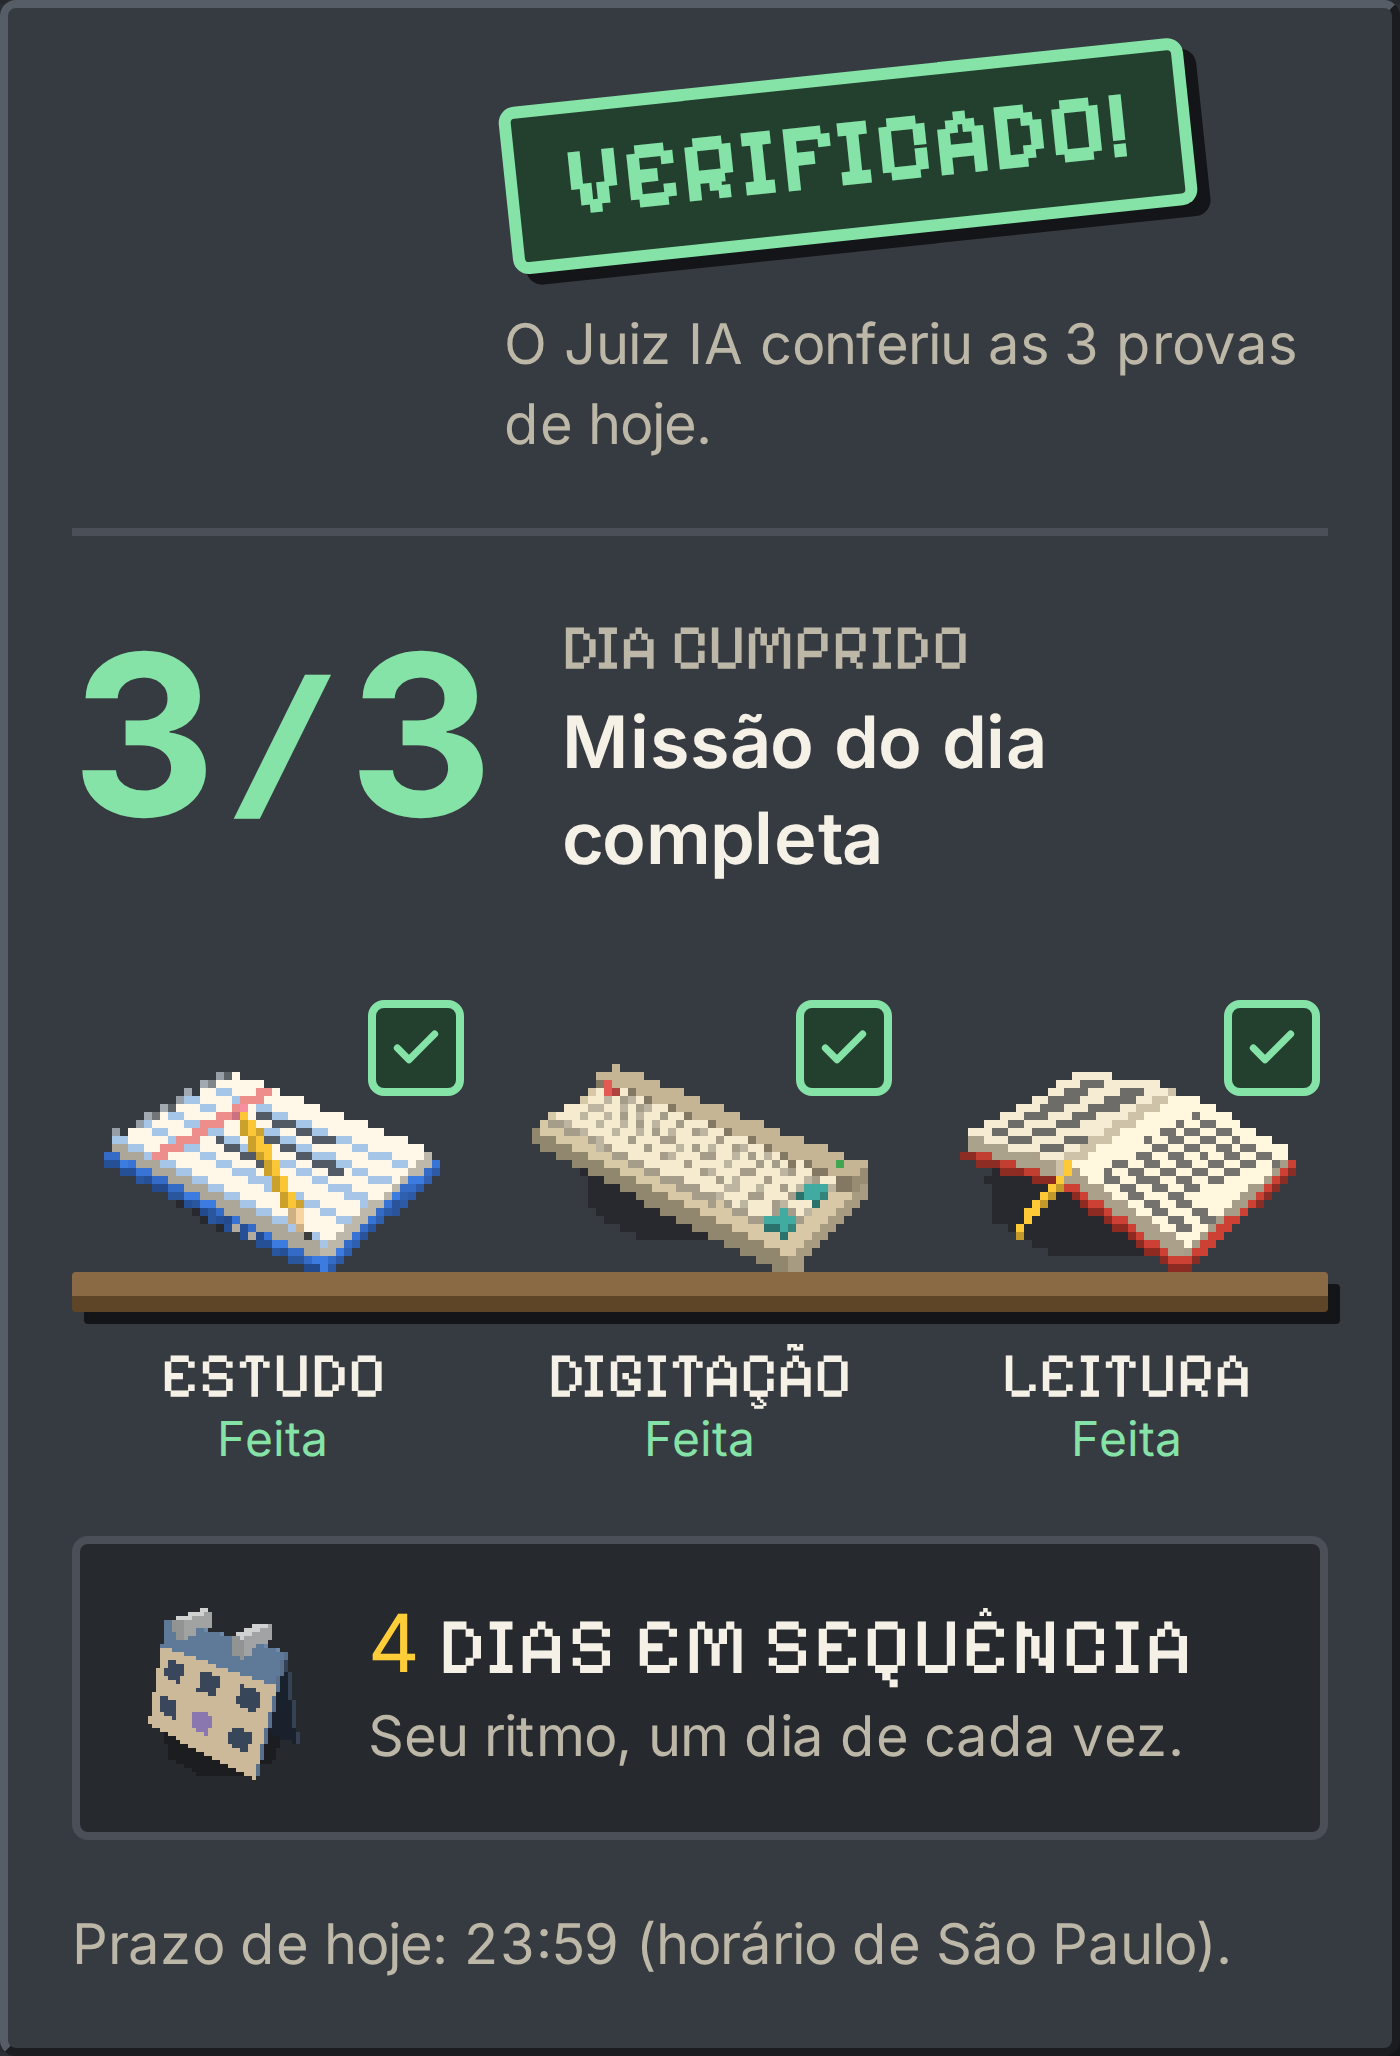 VERIFICADO!
O Juiz IA conferiu as 3 provas
de hoje.
3/3
DIA CUMPRIDO
Missão do dia
completa
ESTUDO
Feita
DIGITAÇÃO
Feita
LEITURA
Feita
4 DIAS EM SEQUÊNCIA
Seu ritmo, um dia de cada vez.
Prazo de hoje: 23:59 (horário de São Paulo).